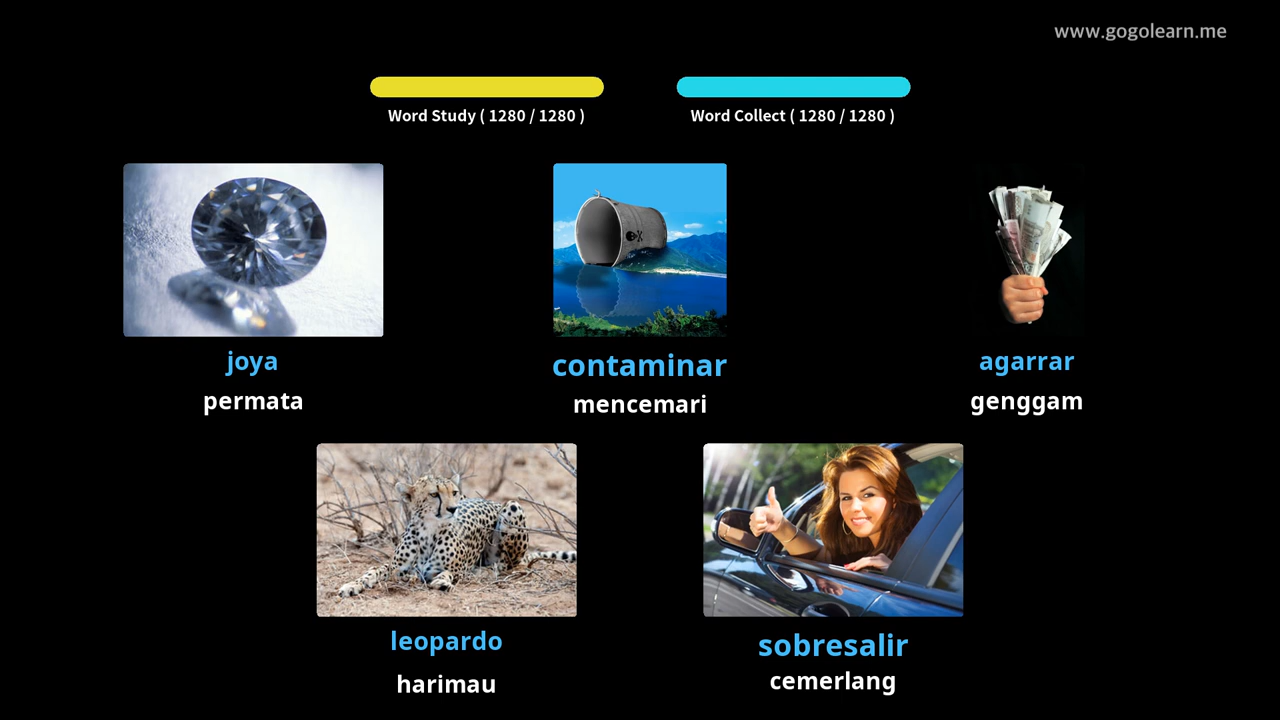 www.gogolearn.me
Word Study ( 1280 / 1280 )
Word Collect ( 1280 / 1280 )
joya
permata
contaminar
mencemari
agarrar
genggam
leopardo
harimau
sobresalir
cemerlang